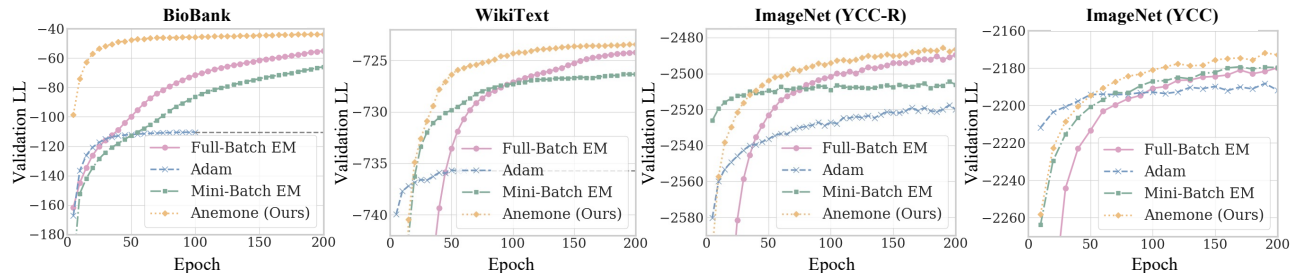 BioBank
Validation LL
−40
−60
−80
−100
−120
−140
−160
−180
0
50
100
150
200
Epoch
Full-Batch EM
Adam
Mini-Batch EM
Anemone (Ours)
WikiText
Validation LL
−725
−730
−735
−740
0
50
100
150
200
Epoch
Full-Batch EM
Adam
Mini-Batch EM
Anemone (Ours)
ImageNet (YCC-R)
Validation LL
−2480
−2500
−2520
−2540
−2560
−2580
0
50
100
150
200
Epoch
Full-Batch EM
Adam
Mini-Batch EM
Anemone (Ours)
ImageNet (YCC)
Validation LL
−2160
−2180
−2200
−2220
−2240
−2260
0
50
100
150
200
Epoch
Full-Batch EM
Adam
Mini-Batch EM
Anemone (Ours)